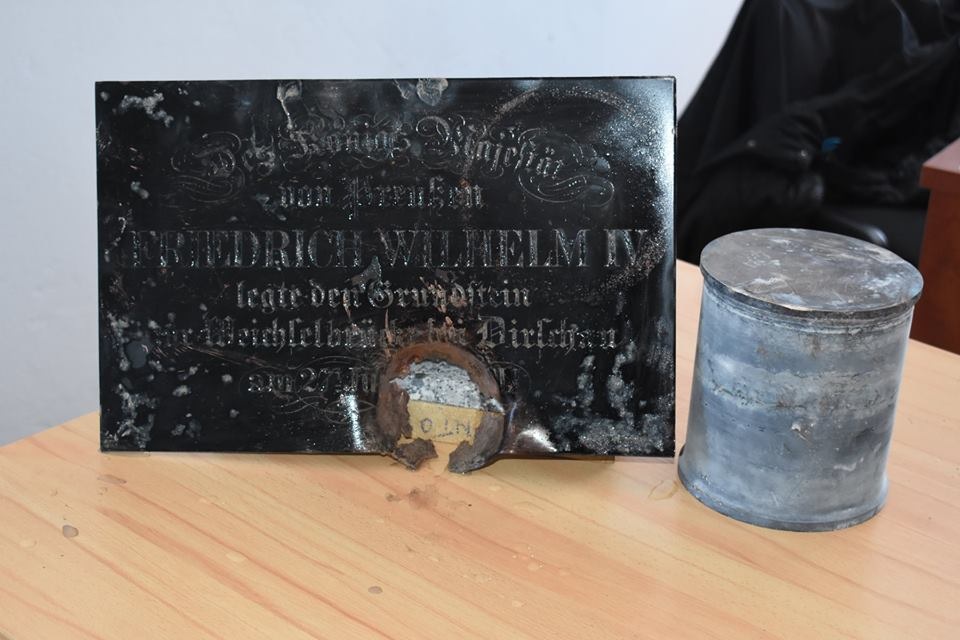 Des Königs Majestät
von Preußen
FRIEDRICH WILHELM IV
legte den Grundstein
Weichselbrücke Dirschau
am 27